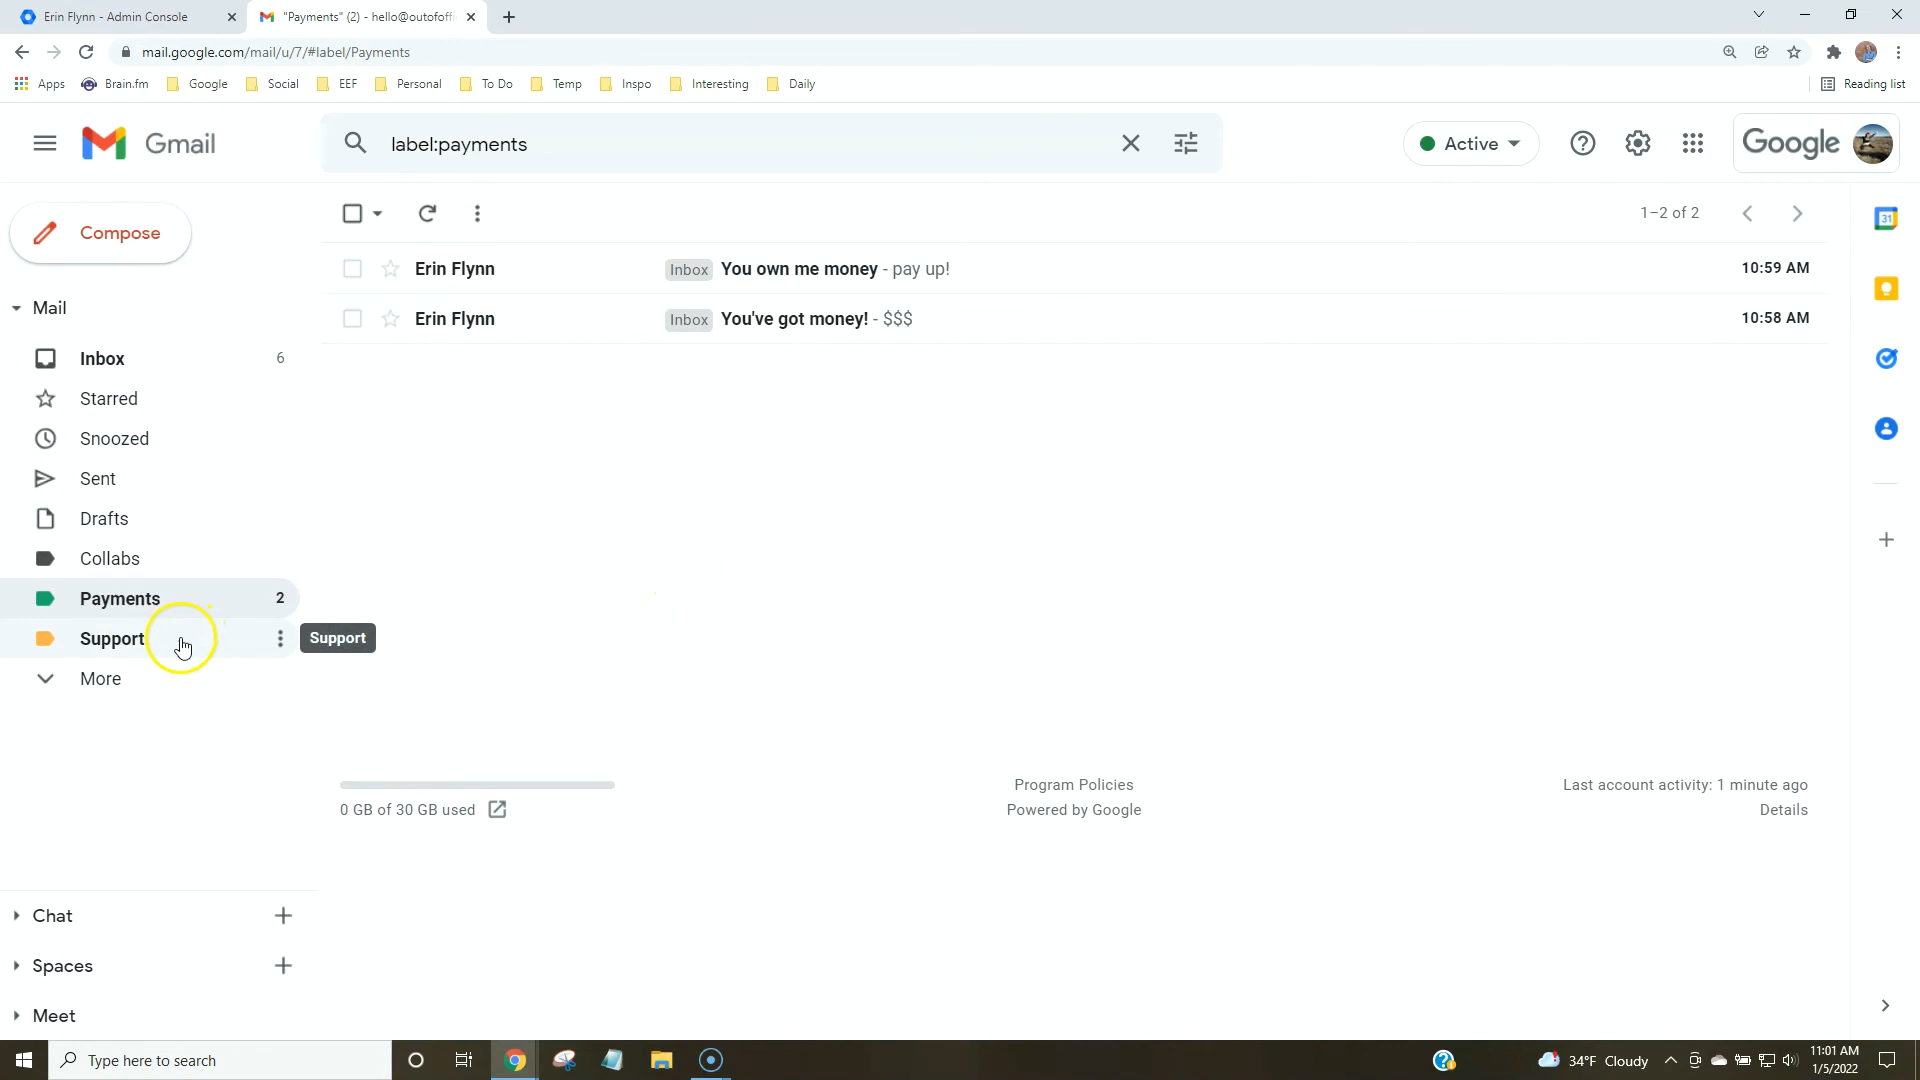 Erin Flynn - Admin Console
"Payments" (2) - hello@outofoffi
mail.google.com/mail/u/7/#label/Payments
Apps Brain.fm Google Social EEF Personal To Do Temp Inspo Interesting Daily Reading list
Gmail
label:payments
Active
Google
Compose
1–2 of 2
31
Erin Flynn Inbox You own me money - pay up! 10:59 AM
Erin Flynn Inbox You've got money! - $$$ 10:58 AM
Mail
Inbox 6
Starred
Snoozed
Sent
Drafts
Collabs
Payments 2
Support Support
More
0 GB of 30 GB used
Program Policies
Powered by Google
Last account activity: 1 minute ago
Details
Chat
Spaces
Meet
Type here to search
34°F Cloudy
11:01 AM
1/5/2022